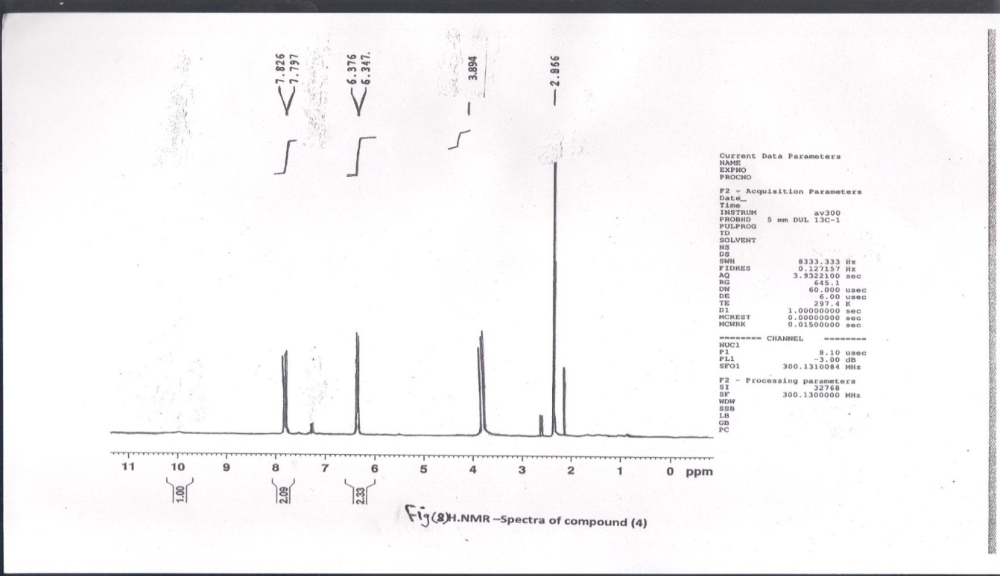 7.826
7.797
6.376
6.347.
3.894
2.866
Current Data Parameters
NAME
EXPNO
PROCNO
F2 - Acquisition Parameters
Date_
Time
INSTRUM av300
PROBHD 5 mm DUL 13C-1
PULPROG
TD
SOLVENT
NS
DS
SWH 8333.333 Hz
FIDRES 0.127157 Hz
AQ 3.9322100 sec
RG 645.1
DW 60.000 usec
DE 6.00 usec
TE 297.4 K
D1 1.00000000 sec
MCREST 0.00000000 sec
MCWRK 0.01500000 sec
======== CHANNEL ========
NUC1
P1 8.10 usec
PL1 -3.00 dB
SFO1 300.1310084 MHz
F2 - Processing parameters
SI 32768
SF 300.1300000 MHz
WDW
SSB
LB
GB
PC
11 10 9 8 7 6 5 4 3 2 1 0 ppm
1.00
2.09
2.33
Fig(8)H.NMR –Spectra of compound (4)